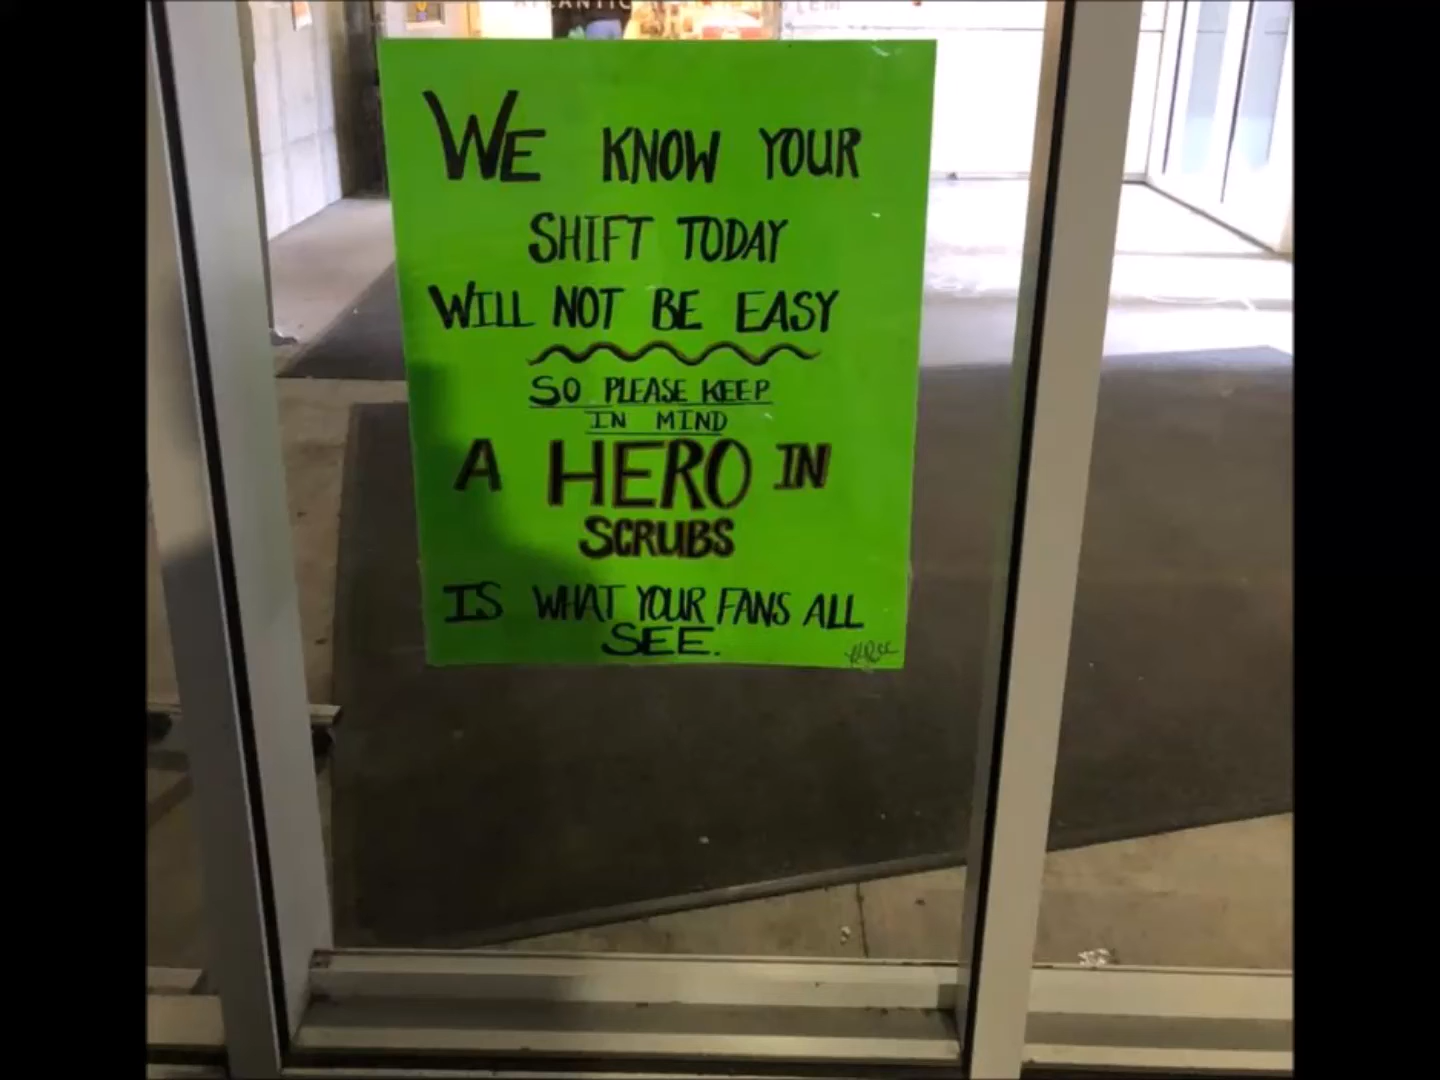 ATLANTIC
WE KNOW YOUR
SHIFT TODAY
WILL NOT BE EASY
SO PLEASE KEEP
IN MIND
A HERO IN
SCRUBS
IS WHAT YOUR FANS ALL
SEE.